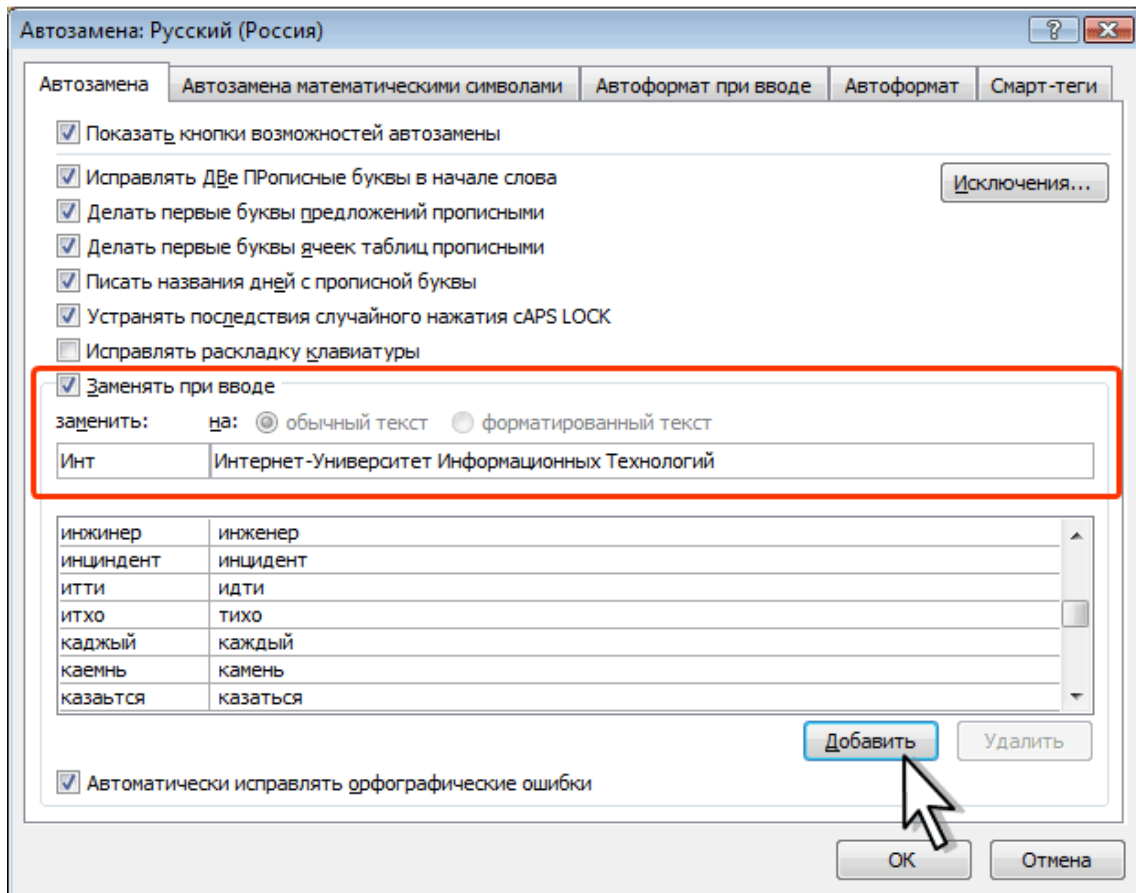 Автозамена: Русский (Россия)
Автозамена Автозамена математическими символами Автоформат при вводе Автоформат Смарт-теги
Показать кнопки возможностей автозамены
Исправлять ДВе ПРописные буквы в начале слова
Исключения...
Делать первые буквы предложений прописными
Делать первые буквы ячеек таблиц прописными
Писать названия дней с прописной буквы
Устранять последствия случайного нажатия cAPS LOCK
Исправлять раскладку клавиатуры
Заменять при вводе
заменить: на: обычный текст форматированный текст
Инт Интернет-Университет Информационных Технологий
инжинер инженер
инциндент инцидент
итти идти
итхо тихо
каджый каждый
каемнь камень
казаьтся казаться
Добавить Удалить
Автоматически исправлять орфографические ошибки
ОК Отмена